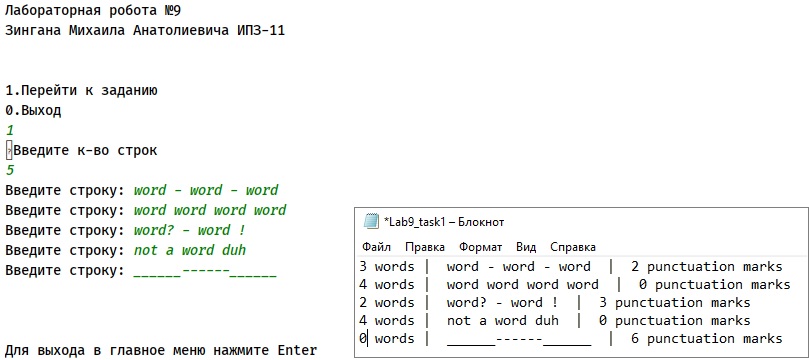 Лабораторная робота №9
Зингана Михаила Анатолиевича ИПЗ-11
1.Перейти к заданию
0.Выход
1
Введите к-во строк
5
Введите строку: word - word - word
Введите строку: word word word word
Введите строку: word? - word !
Введите строку: not a word duh
Введите строку: ______------______
Для выхода в главное меню нажмите Enter
*Lab9_task1 – Блокнот
Файл Правка Формат Вид Справка
3 words | word - word - word | 2 punctuation marks
4 words | word word word word | 0 punctuation marks
2 words | word? - word ! | 3 punctuation marks
4 words | not a word duh | 0 punctuation marks
0 words | ______------______ | 6 punctuation marks